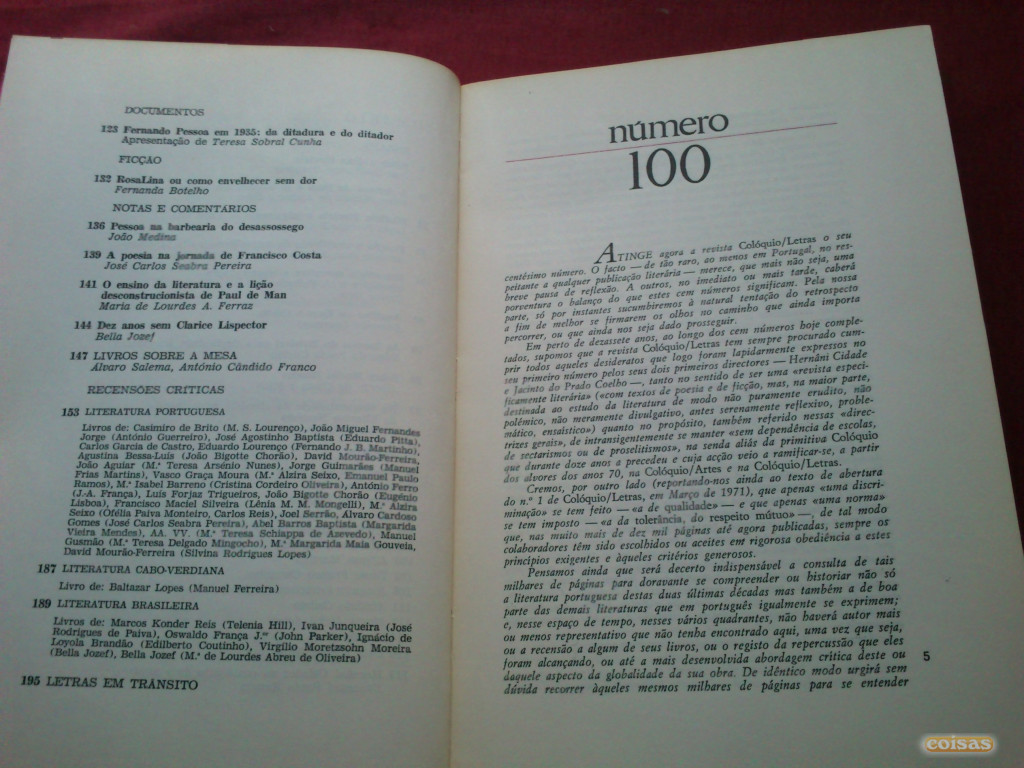 DOCUMENTOS
123 Fernando Pessoa em 1935: da ditadura e do ditador
Apresentação de Teresa Sobral Cunha
FICÇÃO
132 RosaLina ou como envelhecer sem dor
Fernanda Botelho
NOTAS E COMENTÁRIOS
136 Pessoa na barbearia do desassossego
João Medina
139 A poesia na jornada de Francisco Costa
José Carlos Seabra Pereira
141 O ensino da literatura e a lição
desconstrucionista de Paul de Man
Maria de Lourdes A. Ferraz
144 Dez anos sem Clarice Lispector
Bella Jozef
147 LIVROS SOBRE A MESA
Álvaro Salema, António Cândido Franco
RECENSÕES CRÍTICAS
153 LITERATURA PORTUGUESA
Livros de: Casimiro de Brito (M. S. Lourenço), João Miguel Fernandes
Jorge (António Guerreiro), José Agostinho Baptista (Eduardo Pitta),
Carlos Garcia de Castro, Eduardo Lourenço (Fernando J. B. Martinho),
Agustina Bessa-Luís (João Bigotte Chorão), David Mourão-Ferreira,
João Aguiar (M.ª Teresa Arsénio Nunes), Jorge Guimarães (Manuel
Frias Martins), Vasco Graça Moura (M. Alzira Seixo, Emanuel Paulo
Ramos), M.ª Isabel Barreno (Cristina Cordeiro Oliveira), António Ferro
(J.-A. França), Luís Forjaz Trigueiros, João Bigotte Chorão (Eugénio
Lisboa), Francisco Maciel Silveira (Lênia M. M. Mongelli), M.ª Alzira
Seixo (Ofélia Paiva Monteiro, Carlos Reis), Joel Serrão, Álvaro Cardoso
Gomes (José Carlos Seabra Pereira), Abel Barros Baptista (Margarida
Vieira Mendes), AA. VV. (M.ª Teresa Schiappa de Azevedo), Manuel
Gusmão (M.ª Teresa Delgado Mingocho), M.ª Margarida Maia Gouveia,
David Mourão-Ferreira (Silvina Rodrigues Lopes)
187 LITERATURA CABO-VERDIANA
Livro de: Baltazar Lopes (Manuel Ferreira)
189 LITERATURA BRASILEIRA
Livros de: Marcos Konder Reis (Telenia Hill), Ivan Junqueira (José
Rodrigues de Paiva), Oswaldo França J.ᵒʳ (John Parker), Ignácio de
Loyola Brandão (Edilberto Coutinho), Virgílio Moretzsohn Moreira
(Bella Jozef), Bella Jozef (M.ª de Lourdes Abreu de Oliveira)
195 LETRAS EM TRÂNSITO
número
100
ATINGE agora a revista Colóquio/Letras o seu
centésimo número. O facto — de tão raro, ao menos em Portugal, no res-
peitante a qualquer publicação literária — merece, que mais não seja, uma
breve pausa de reflexão. A outros, no imediato ou mais tarde, caberá
porventura o balanço do que estes cem números significam. Pela nossa
parte, só por instantes sucumbiremos à natural tentação do retrospecto
a fim de melhor se firmarem os olhos no caminho que ainda importa
percorrer, ou que ainda nos seja dado prosseguir.
Em perto de dezassete anos, ao longo dos cem números hoje comple-
tados, supomos que a revista Colóquio/Letras tem sempre procurado cum-
prir todos aqueles desideratos que logo foram lapidarmente expressos no
seu primeiro número pelos seus dois primeiros directores — Hernâni Cidade
e Jacinto do Prado Coelho —, tanto no sentido de ser uma «revista especi-
ficamente literária» («com textos de poesia e de ficção, mas, na maior parte,
destinada ao estudo da literatura de modo não puramente erudito, não
polémico, não meramente divulgativo, antes serenamente reflexivo, proble-
mático, ensaístico») quanto no propósito, também referido nessas «direc-
trizes gerais», de intransigentemente se manter «sem dependência de escolas,
de sectarismos ou de proselitismos», na senda aliás da primitiva Colóquio
que durante doze anos a precedeu e cuja acção veio a ramificar-se, a partir
dos alvores dos anos 70, na Colóquio/Artes e na Colóquio/Letras.
Cremos, por outro lado (reportando-nos ainda ao texto de abertura
do n.º 1 de Colóquio/Letras, em Março de 1971), que apenas «uma discri-
minação» se tem feito — «a de qualidade» — e que apenas «uma norma»
se tem imposto — «a da tolerância, do respeito mútuo» —, de tal modo
que, nas muito mais de dez mil páginas até agora publicadas, sempre os
colaboradores têm sido escolhidos ou aceites em rigorosa obediência a estes
princípios exigentes e àqueles critérios generosos.
Pensamos ainda que será decerto indispensável a consulta de tais
milhares de páginas para doravante se compreender ou historiar não só
a literatura portuguesa destas duas últimas décadas mas também a de boa
parte das demais literaturas que em português igualmente se exprimem;
e, nesse espaço de tempo, nesses vários quadrantes, não haverá autor mais
ou menos representativo que não tenha encontrado aqui, uma vez que seja,
ou a recensão a algum de seus livros, ou o registo da repercussão que eles
foram alcançando, ou até a mais desenvolvida abordagem crítica deste ou
daquele aspecto da globalidade da sua obra. De idêntico modo urgirá sem
dúvida recorrer àqueles mesmos milhares de páginas para se entender
5
coisas